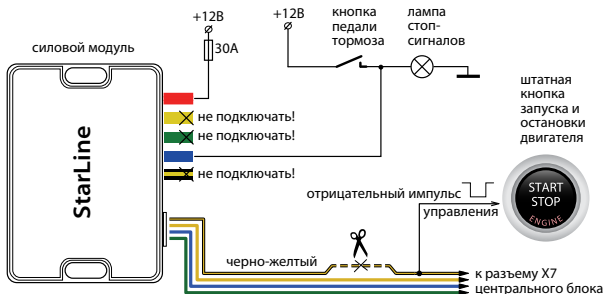 +12В
+12В
кнопка
педали
тормоза
лампа
стоп-
сигналов
силовой модуль
30А
StarLine
не подключать!
не подключать!
не подключать!
штатная
кнопка
запуска и
остановки
двигателя
START
STOP
ENGINE
отрицательный импульс
управления
черно-желтый
к разъему X7
центрального блока